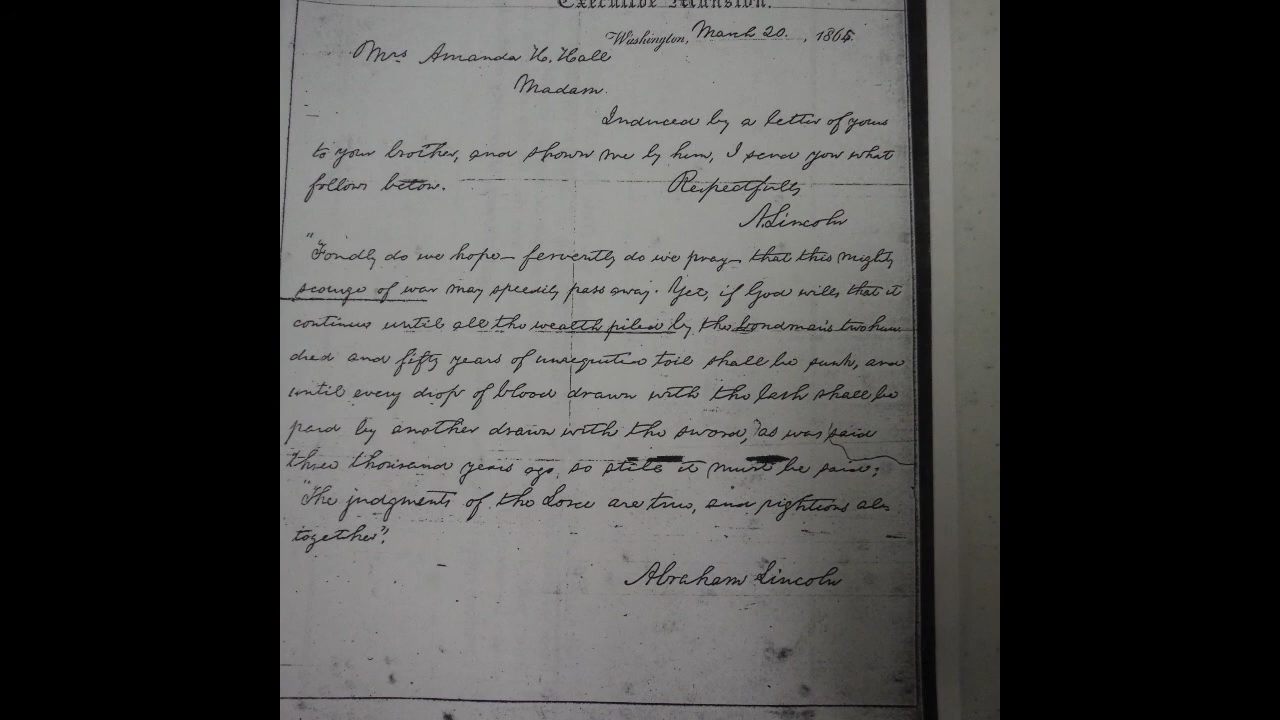 Executive Mansion.
Washington, March 20. , 1865.
Mrs Amanda H. Hall
Madam.
Induced by a letter of yours
to your brother, and shown me by him, I send you what
follows below.
Respectfully
A. Lincoln
"Fondly do we hope— fervently do we pray— that this mighty
scourge of war may speedily pass away. Yet, if God wills that it
continue until all the wealth piled by the bondman's two hun
dred and fifty years of unrequited toil shall be sunk, and
until every drop of blood drawn with the lash shall be
paid by another drawn with the sword, as was said
three thousand years ago, so still it must be said;
"The judgments of the Lord are true, and righteous al-
together".
Abraham Lincoln